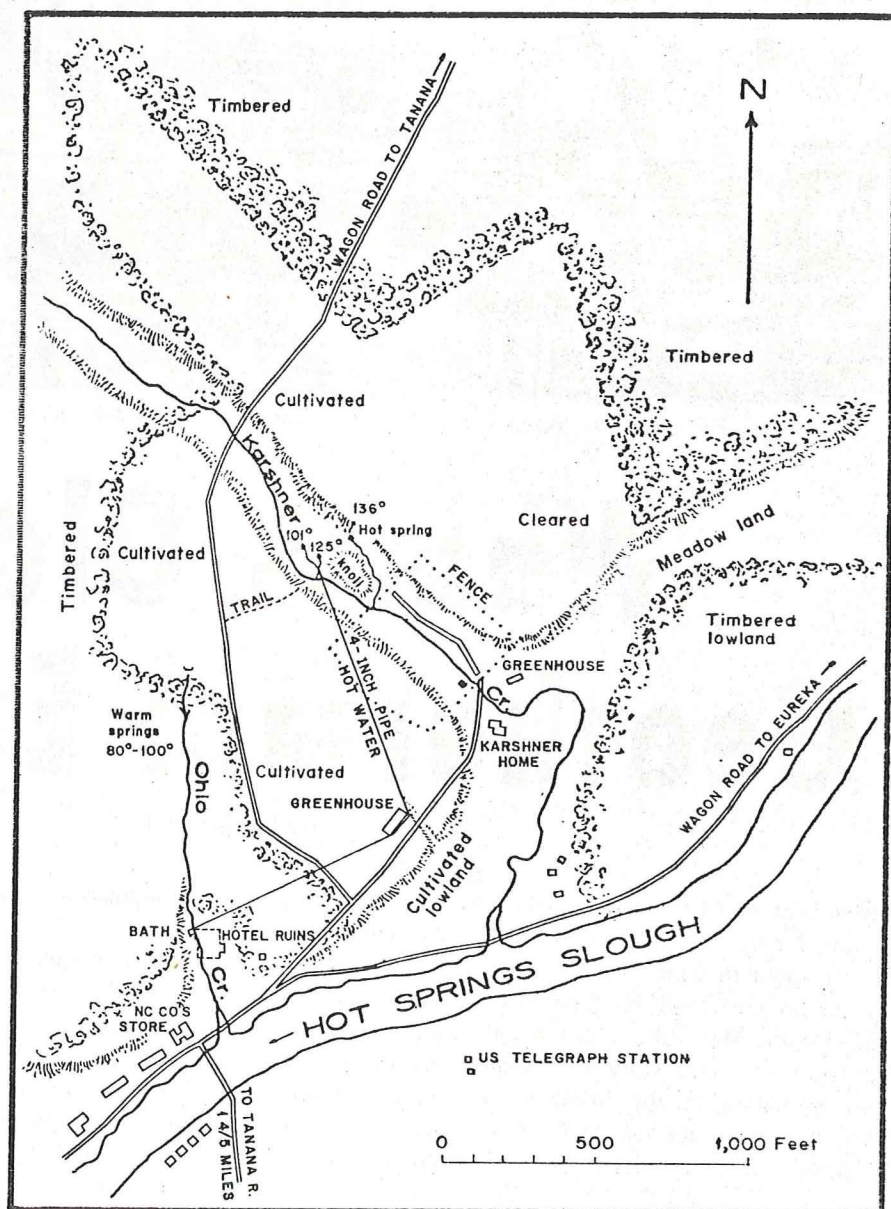 Timbered
WAGON ROAD TO TANANA
N
Timbered
Cultivated
Karshner
136°
Hot spring
101°
125°
Knoll
Cleared
Meadow land
FENCE
Timbered
Cultivated
TRAIL
Timbered
lowland
4-INCH PIPE
HOT WATER
GREENHOUSE
Cr.
KARSHNER
HOME
WAGON ROAD TO EUREKA
Warm
springs
80°-100°
Ohio
Cultivated
GREENHOUSE
Cultivated
lowland
BATH
HOTEL RUINS
Cr.
HOT SPRINGS SLOUGH
NC CO'S
STORE
US TELEGRAPH STATION
TO TANANA R.
1 4/5 MILES
0 500 1,000 Feet